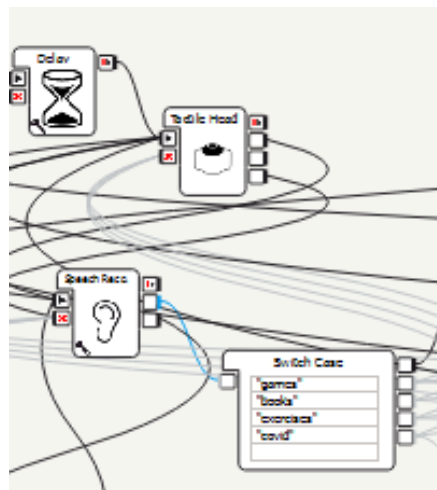 Delay
Tactile Head
Speech Reco.
Switch Case
"games"
"books"
"exercises"
"covid"